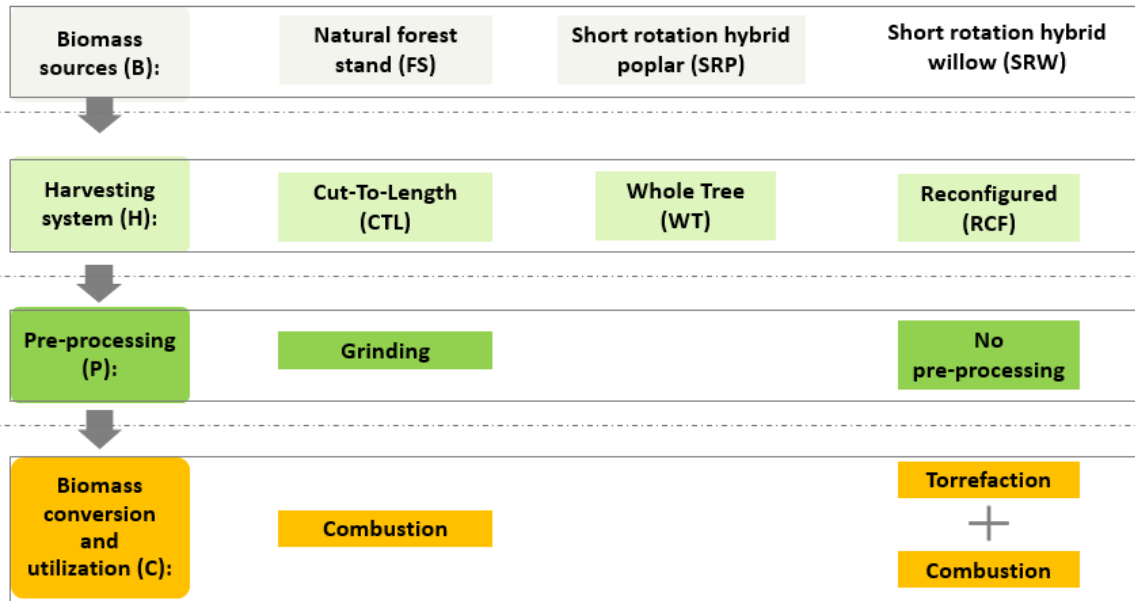 Biomass
sources (B):
Natural forest
stand (FS)
Short rotation hybrid
poplar (SRP)
Short rotation hybrid
willow (SRW)
Harvesting
system (H):
Cut-To-Length
(CTL)
Whole Tree
(WT)
Reconfigured
(RCF)
Pre-processing
(P):
Grinding
No
pre-processing
Biomass
conversion
and
utilization (C):
Combustion
Torrefaction
+
Combustion